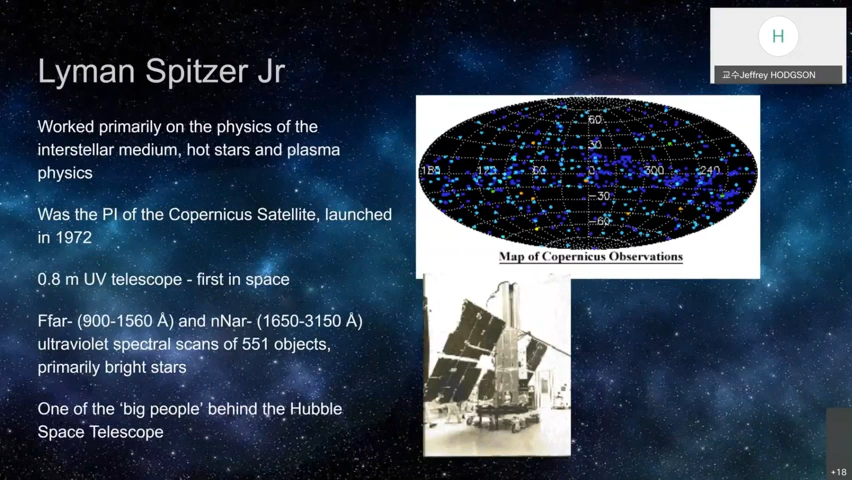 Lyman Spitzer Jr
Worked primarily on the physics of the
interstellar medium, hot stars and plasma
physics
Was the PI of the Copernicus Satellite, launched
in 1972
0.8 m UV telescope - first in space
Ffar- (900-1560 Å) and nNar- (1650-3150 Å)
ultraviolet spectral scans of 551 objects,
primarily bright stars
One of the ‘big people’ behind the Hubble
Space Telescope
60
30
180
60
0
300
240
-30
-60
Map of Copernicus Observations
H
교수Jeffrey HODGSON
+18